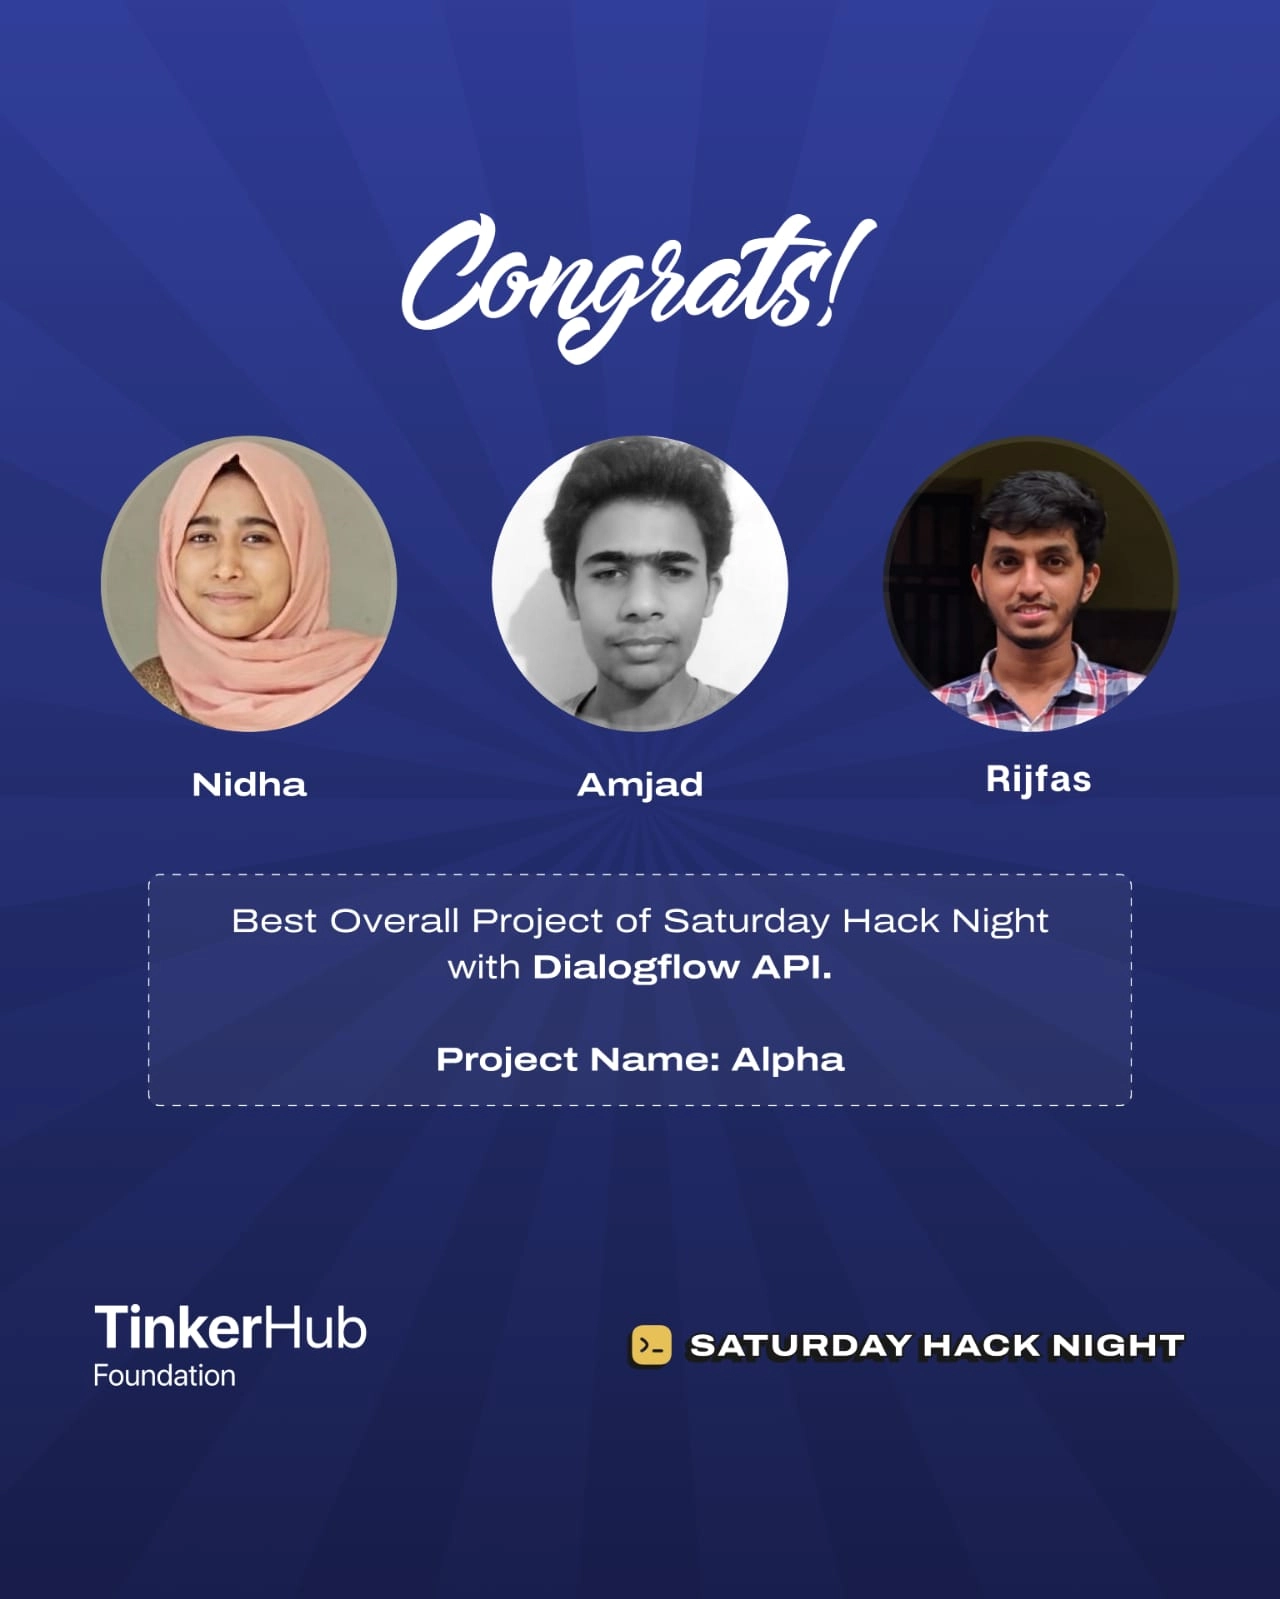 Congrats!
Nidha
Amjad
Rijfas
Best Overall Project of Saturday Hack Night
with Dialogflow API.
Project Name: Alpha
TinkerHub
Foundation
SATURDAY HACK NIGHT